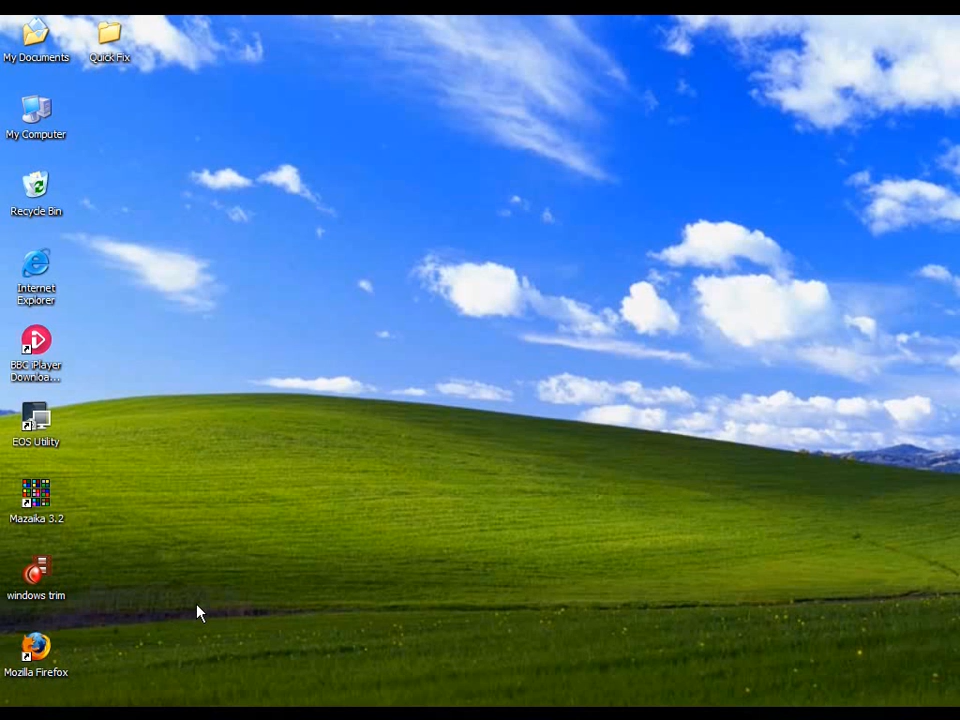 My Documents
Quick Fix
My Computer
Recycle Bin
Internet
Explorer
BBC iPlayer
Downloa...
EOS Utility
Mazaika 3.2
windows trim
Mozilla Firefox